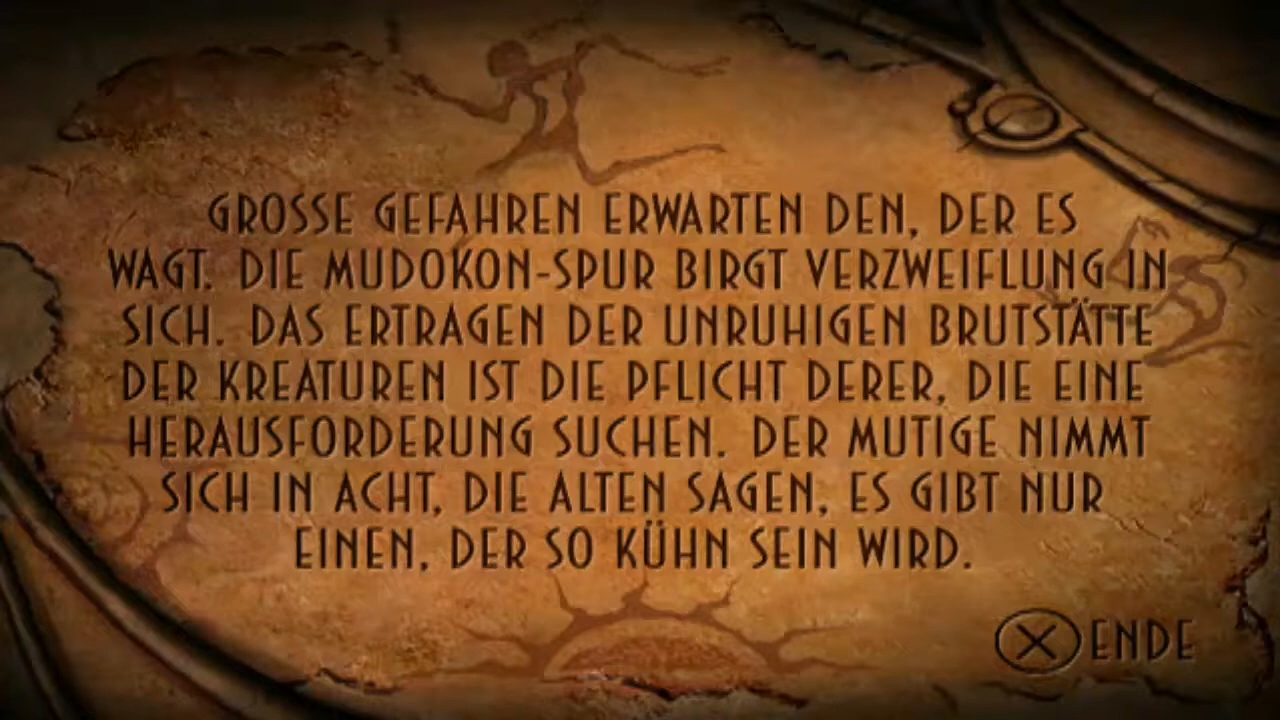 GROSSE GEFAHREN ERWARTEN DEN, DER ES
WAGT. DIE MUDOKON-SPUR BIRGT VERZWEIFLUNG IN
SICH. DAS ERTRAGEN DER UNRUHIGEN BRUTSTÄTTE
DER KREATUREN IST DIE PFLICHT DERER, DIE EINE
HERAUSFORDERUNG SUCHEN. DER MUTIGE NIMMT
SICH IN ACHT, DIE ALTEN SAGEN, ES GIBT NUR
EINEN, DER SO KÜHN SEIN WIRD.
X ENDE